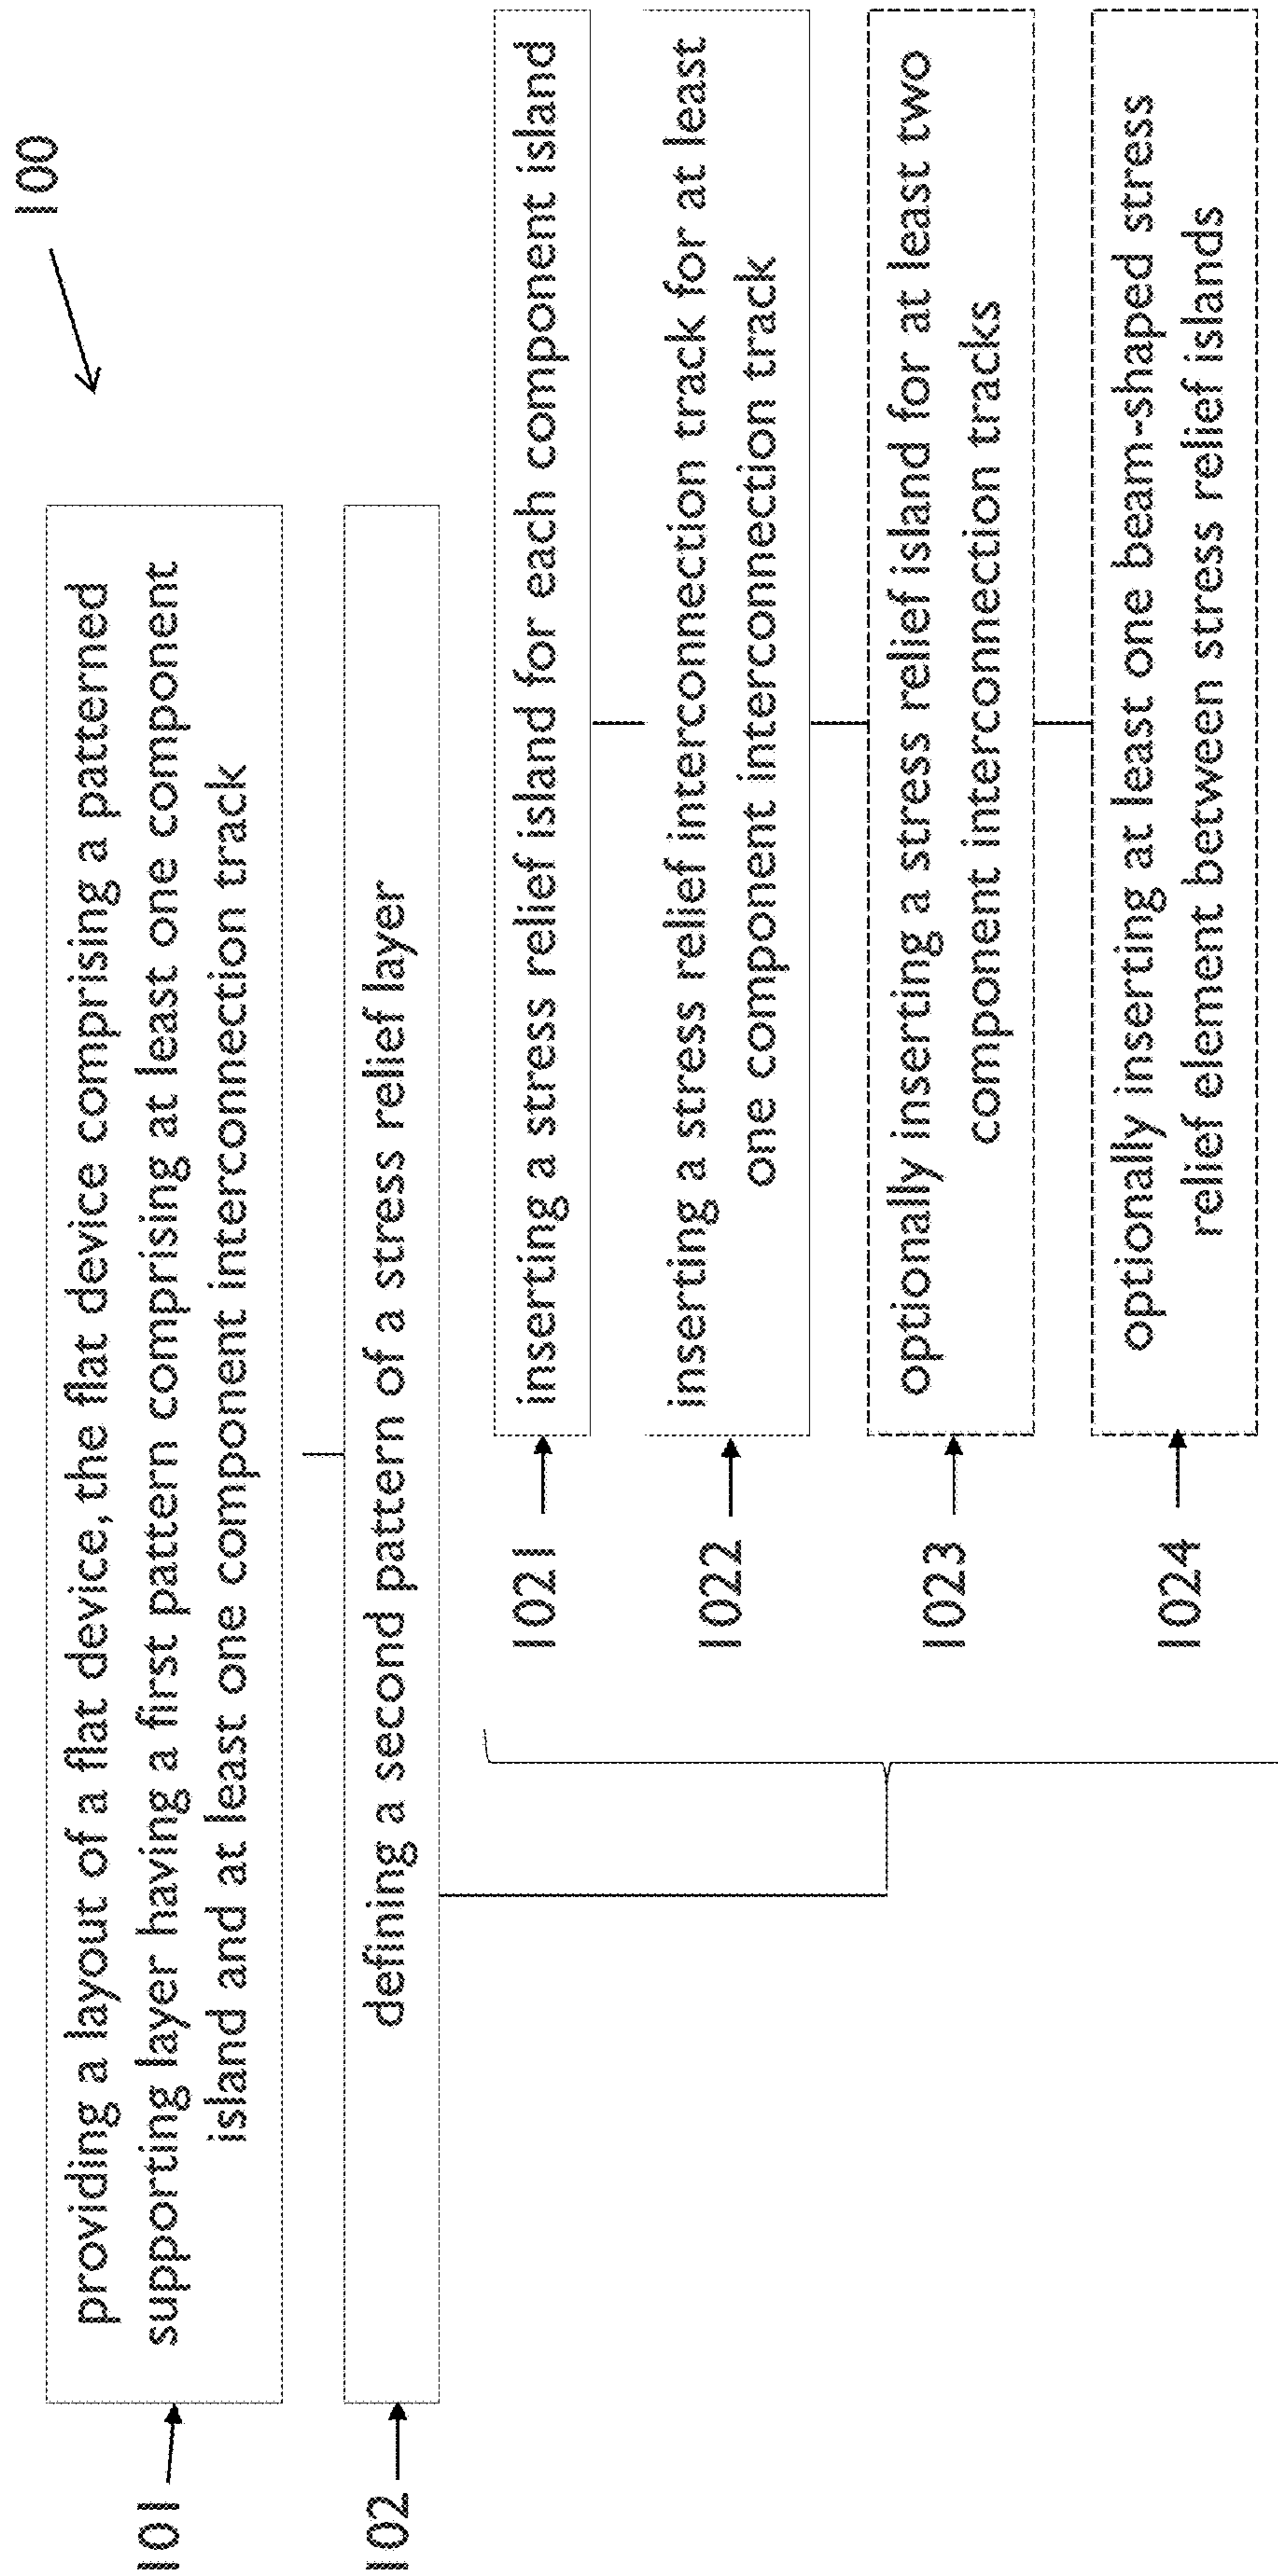 100
101
providing a layout of a flat device, the flat device comprising a patterned
supporting layer having a first pattern comprising at least one component
island and at least one component interconnection track
102
defining a second pattern of a stress relief layer
1021
inserting a stress relief island for each component island
1022
inserting a stress relief interconnection track for at least
one component interconnection track
1023
optionally inserting a stress relief island for at least two
component interconnection tracks
1024
optionally inserting at least one beam-shaped stress
relief element between stress relief islands